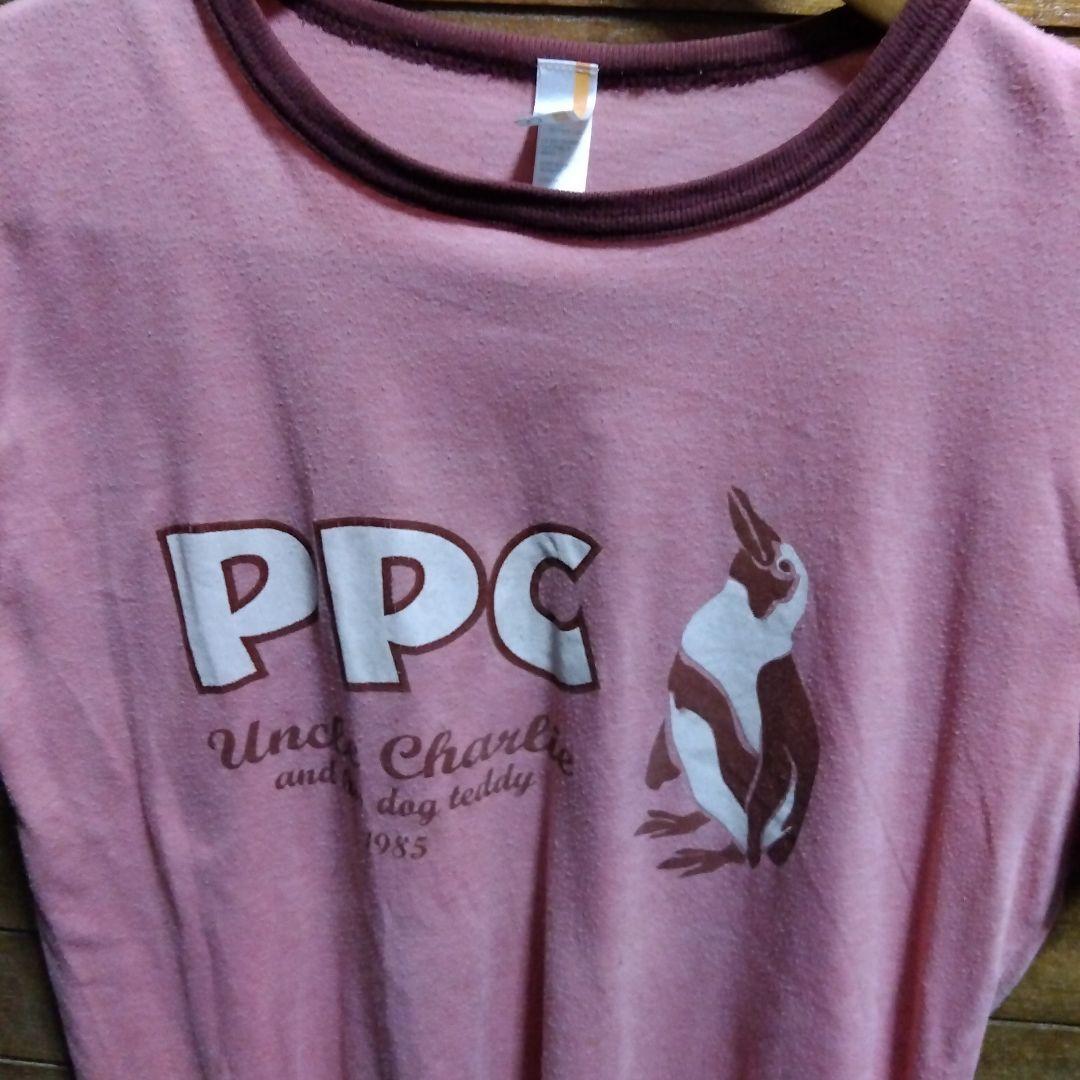 PPC
Uncle Charlie
and dog teddy
1985